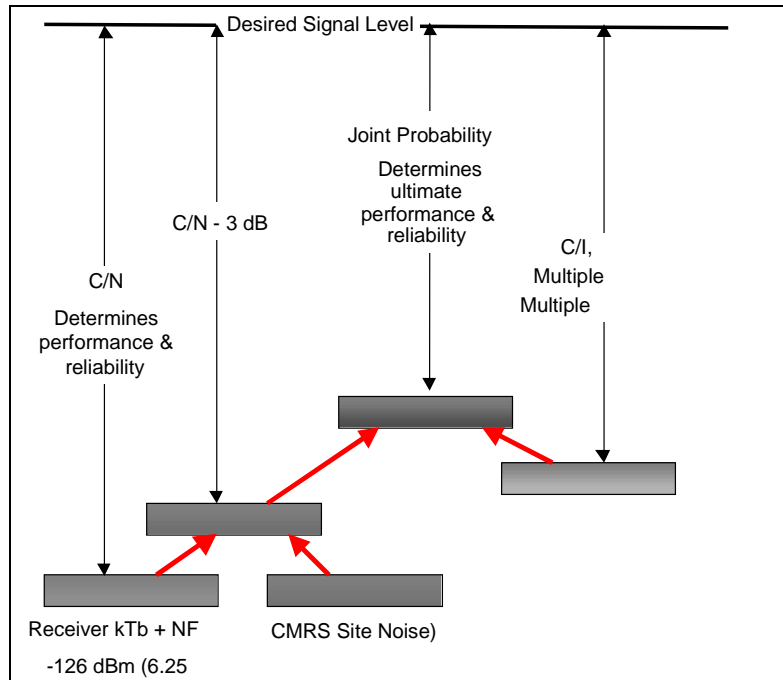 Desired Signal Level
Joint Probability
Determines
ultimate
performance &
reliability
C/N - 3 dB
C/I,
Multiple
Multiple
C/N
Determines
performance &
reliability
Receiver kTb + NF
-126 dBm (6.25
CMRS Site Noise)